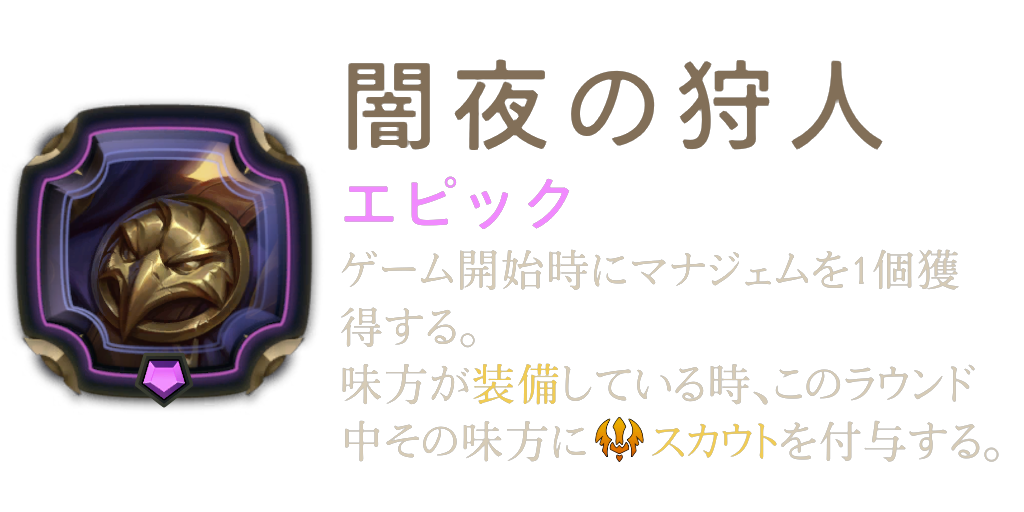 闇夜の狩人
エピック
ゲーム開始時にマナジェムを1個獲
得する。
味方が装備している時、このラウンド
中その味方にスカウトを付与する。